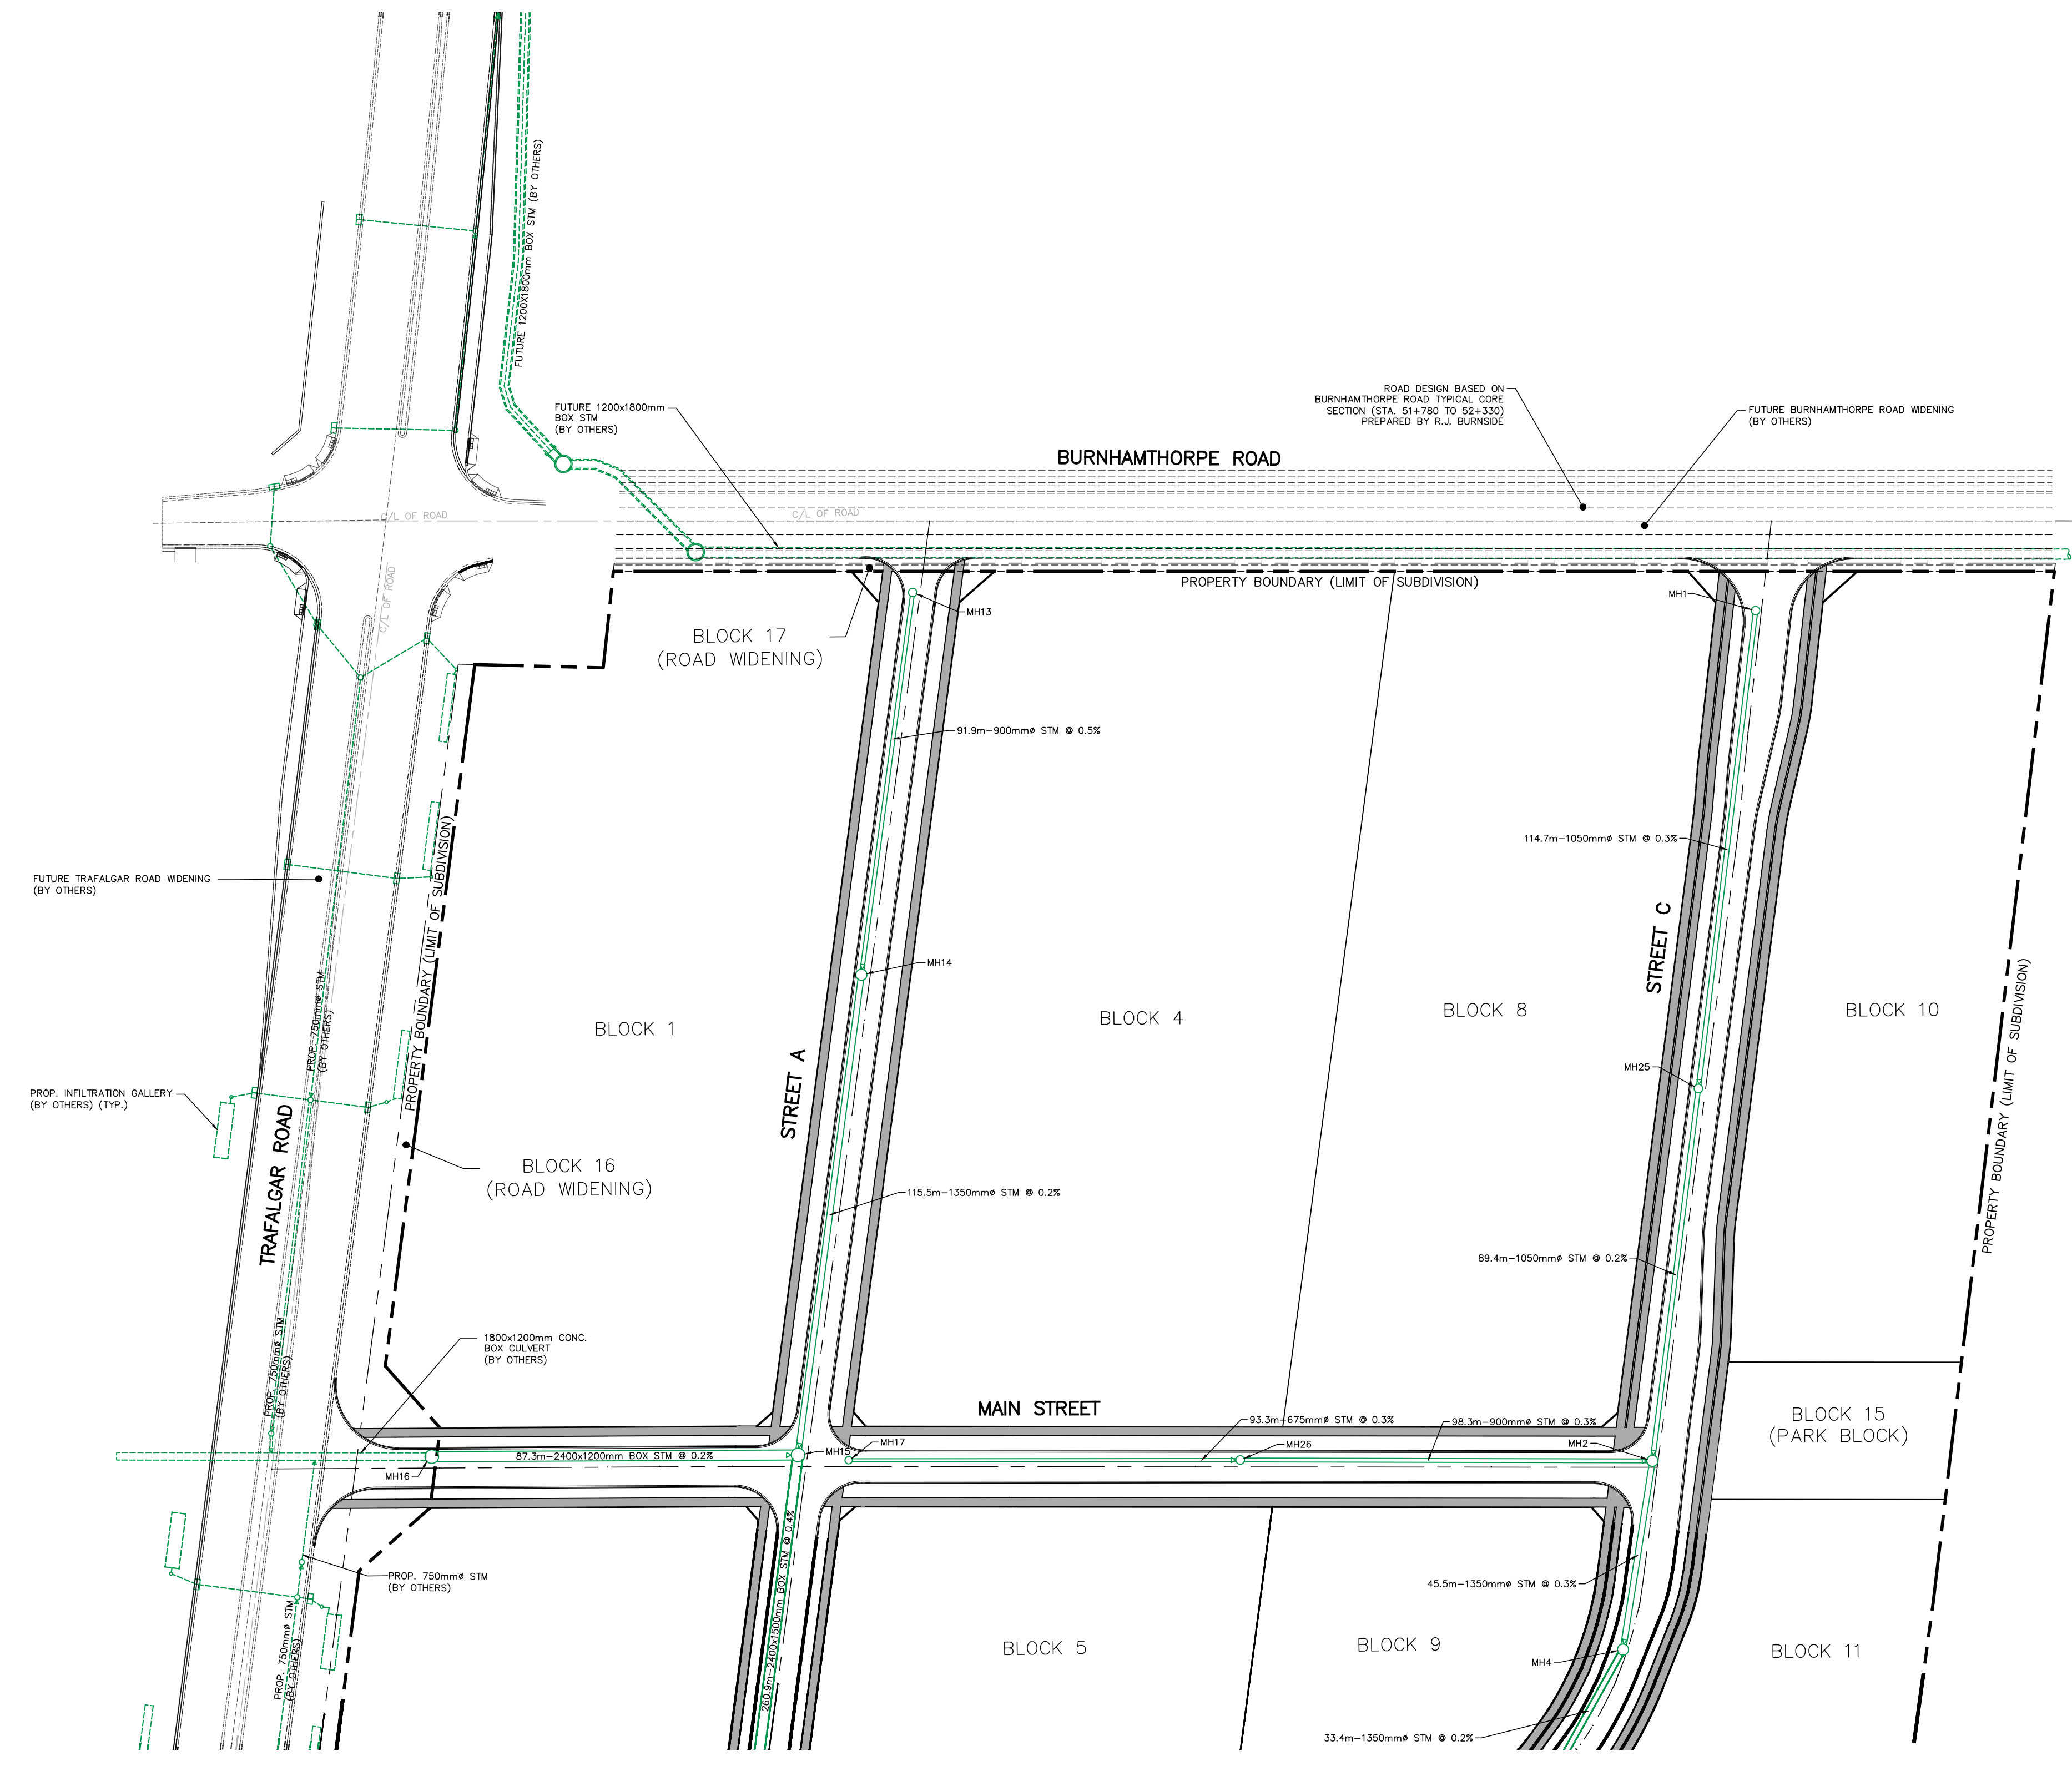 FUTURE 1200X1800mm BOX STM (BY OTHERS)
FUTURE 1200x1800mm
BOX STM
(BY OTHERS)
ROAD DESIGN BASED ON
BURNHAMTHORPE ROAD TYPICAL CORE
SECTION (STA. 51+780 TO 52+330)
PREPARED BY R.J. BURNSIDE
FUTURE BURNHAMTHORPE ROAD WIDENING
(BY OTHERS)
BURNHAMTHORPE ROAD
C/L OF ROAD
C/L OF ROAD
C/L OF ROAD
PROPERTY BOUNDARY (LIMIT OF SUBDIVISION)
MH1
MH13
BLOCK 17
(ROAD WIDENING)
91.9m-900mmø STM @ 0.5%
114.7m-1050mmø STM @ 0.3%
FUTURE TRAFALGAR ROAD WIDENING
(BY OTHERS)
PROPERTY BOUNDARY (LIMIT OF SUBDIVISION)
STREET C
MH14
PROP. 750mmø STM
(BY OTHERS)
BLOCK 1
BLOCK 4
BLOCK 8
BLOCK 10
PROPERTY BOUNDARY (LIMIT OF SUBDIVISION)
STREET A
MH25
PROP. INFILTRATION GALLERY
(BY OTHERS) (TYP.)
TRAFALGAR ROAD
BLOCK 16
(ROAD WIDENING)
115.5m-1350mmø STM @ 0.2%
89.4m-1050mmø STM @ 0.2%
1800x1200mm CONC.
BOX CULVERT
(BY OTHERS)
PROP. 750mmø STM
(BY OTHERS)
MAIN STREET
93.3m-675mmø STM @ 0.3%
98.3m-900mmø STM @ 0.3%
BLOCK 15
(PARK BLOCK)
MH17
MH26
MH2
MH15
87.3m-2400x1200mm BOX STM @ 0.2%
MH16
PROP. 750mmø STM
(BY OTHERS)
260.9m-2400x1500mm BOX STM @ 0.4%
45.5m-1350mmø STM @ 0.3%
PROP. 750mmø STM
(BY OTHERS)
BLOCK 5
BLOCK 9
MH4
BLOCK 11
33.4m-1350mmø STM @ 0.2%